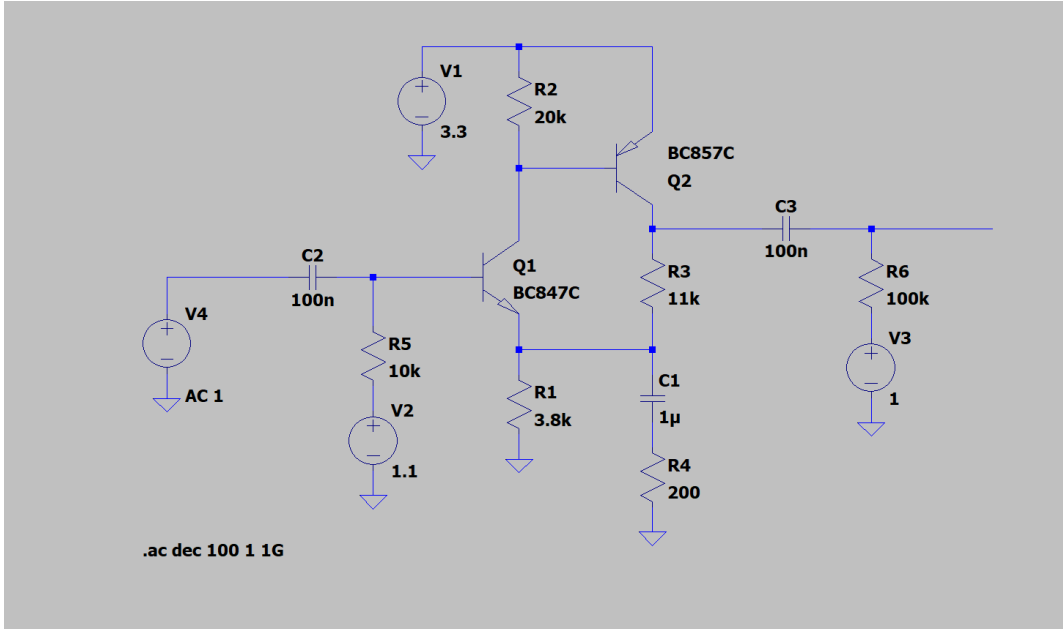 V1
3.3
R2
20k
BC857C
Q2
C3
100n
C2
100n
Q1
BC847C
R3
11k
R6
100k
V4
AC 1
R5
10k
V3
1
V2
1.1
R1
3.8k
C1
1µ
R4
200
.ac dec 100 1 1G